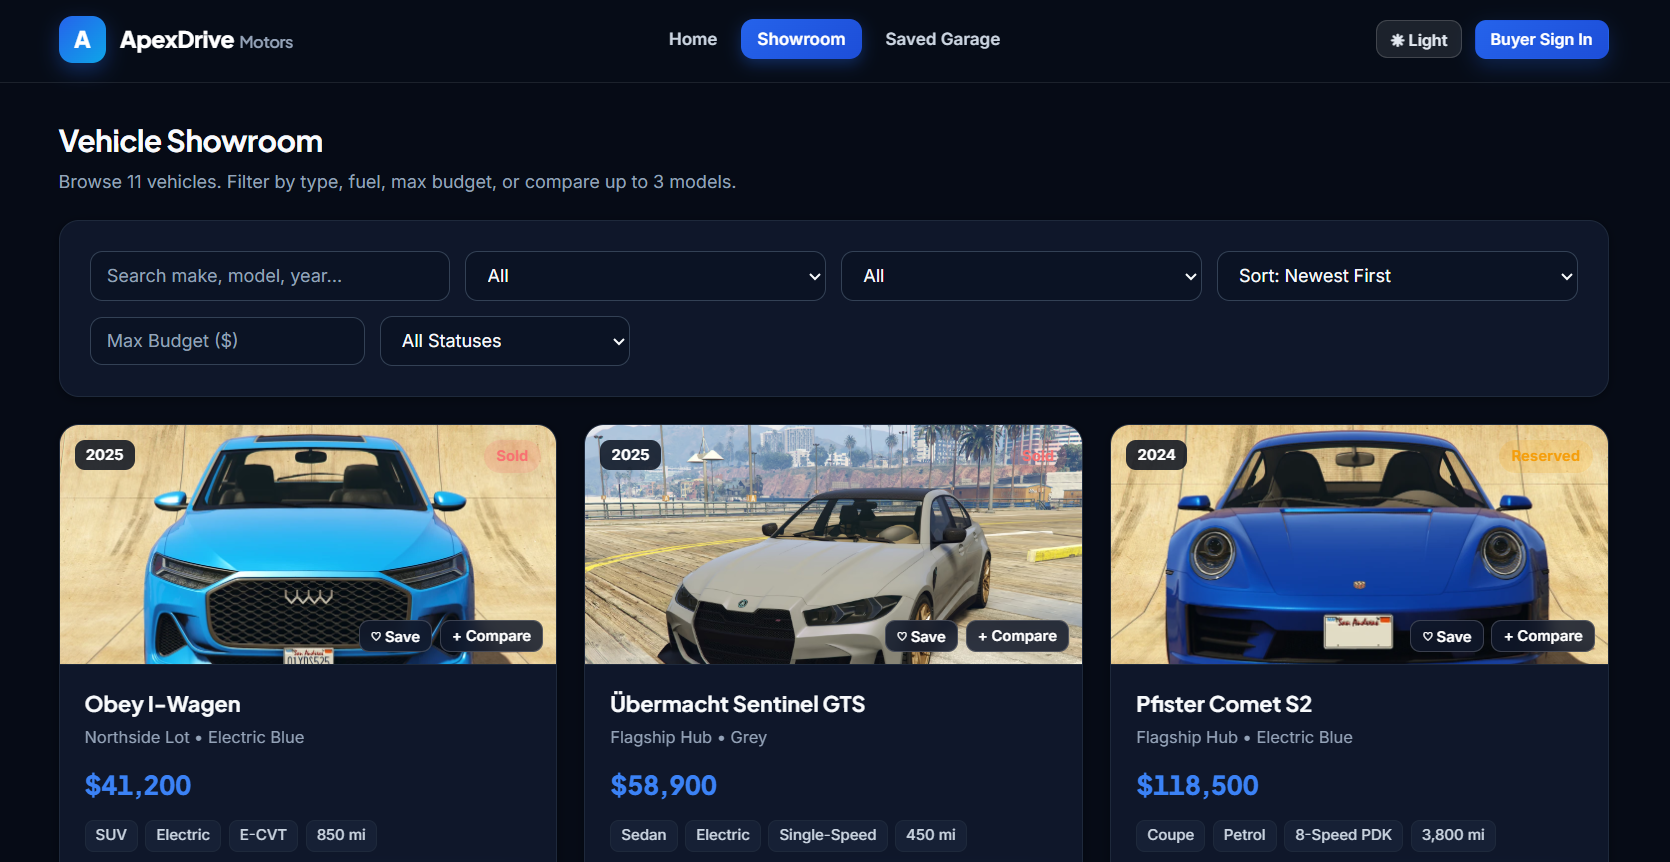 A ApexDrive Motors
Home Showroom Saved Garage
☀ Light Buyer Sign In
Vehicle Showroom
Browse 11 vehicles. Filter by type, fuel, max budget, or compare up to 3 models.
Search make, model, year... All All Sort: Newest First
Max Budget ($) All Statuses
2025 Sold
♡ Save + Compare
Obey I-Wagen
Northside Lot • Electric Blue
$41,200
SUV Electric E-CVT 850 mi
2025 Sold
♡ Save + Compare
Übermacht Sentinel GTS
Flagship Hub • Grey
$58,900
Sedan Electric Single-Speed 450 mi
2024 Reserved
San Andreas
♡ Save + Compare
Pfister Comet S2
Flagship Hub • Electric Blue
$118,500
Coupe Petrol 8-Speed PDK 3,800 mi